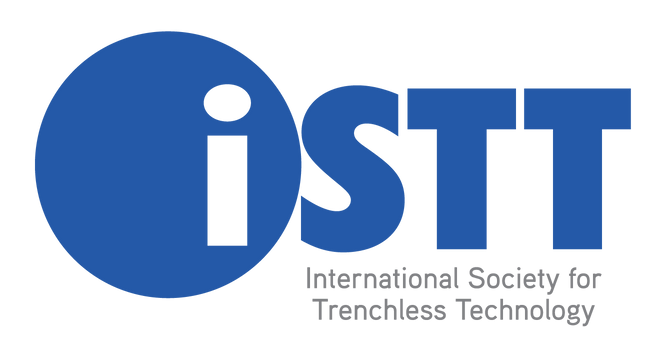 iSTT
International Society for
Trenchless Technology